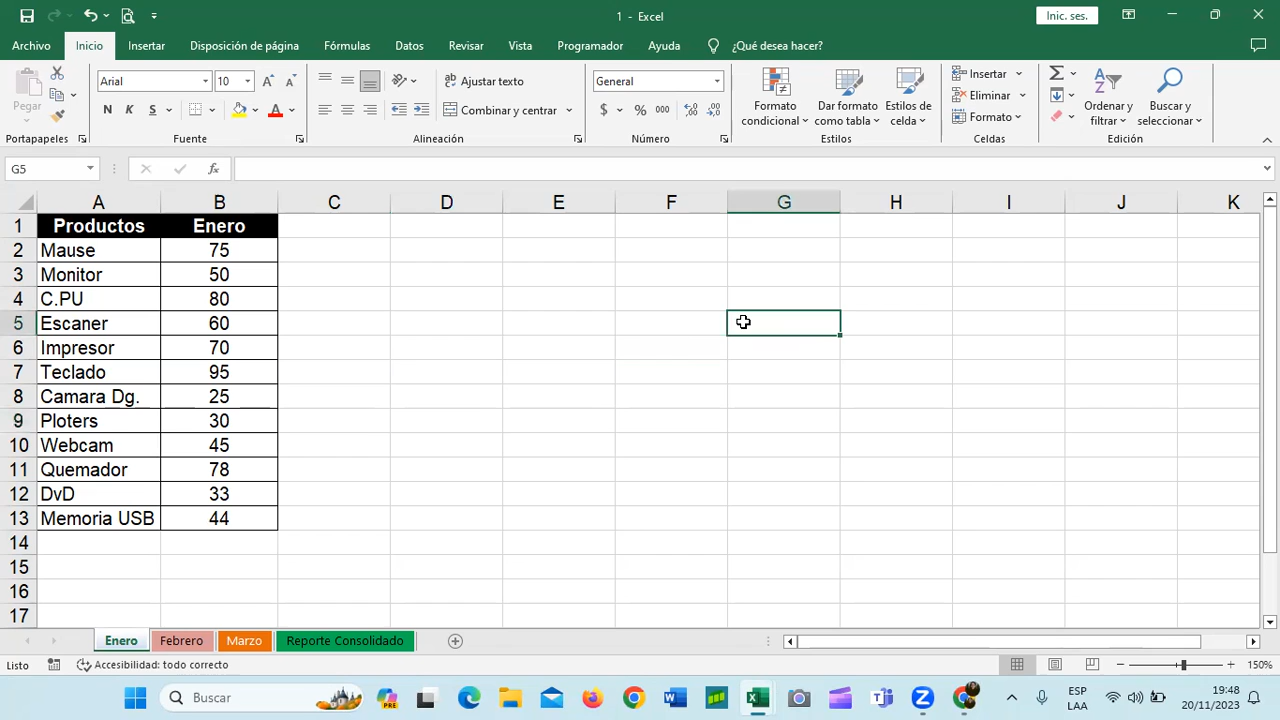 1 - Excel
Inic. ses.
Archivo Inicio Insertar Disposición de página Fórmulas Datos Revisar Vista Programador Ayuda ¿Qué desea hacer?
Pegar
Portapapeles
Arial 10
N K S
Fuente
Ajustar texto
Combinar y centrar
Alineación
General
$ % 000
Número
Formato condicional
Dar formato como tabla
Estilos de celda
Estilos
Insertar
Eliminar
Formato
Celdas
Ordenar y filtrar
Buscar y seleccionar
Edición
G5 fx
A B C D E F G H I J K
1 Productos Enero
2 Mause 75
3 Monitor 50
4 C.PU 80
5 Escaner 60
6 Impresor 70
7 Teclado 95
8 Camara Dg. 25
9 Ploters 30
10 Webcam 45
11 Quemador 78
12 DvD 33
13 Memoria USB 44
14
15
16
17
Enero Febrero Marzo Reporte Consolidado
Listo Accesibilidad: todo correcto 150%
Buscar
PRE
ESP
LAA
19:48
20/11/2023